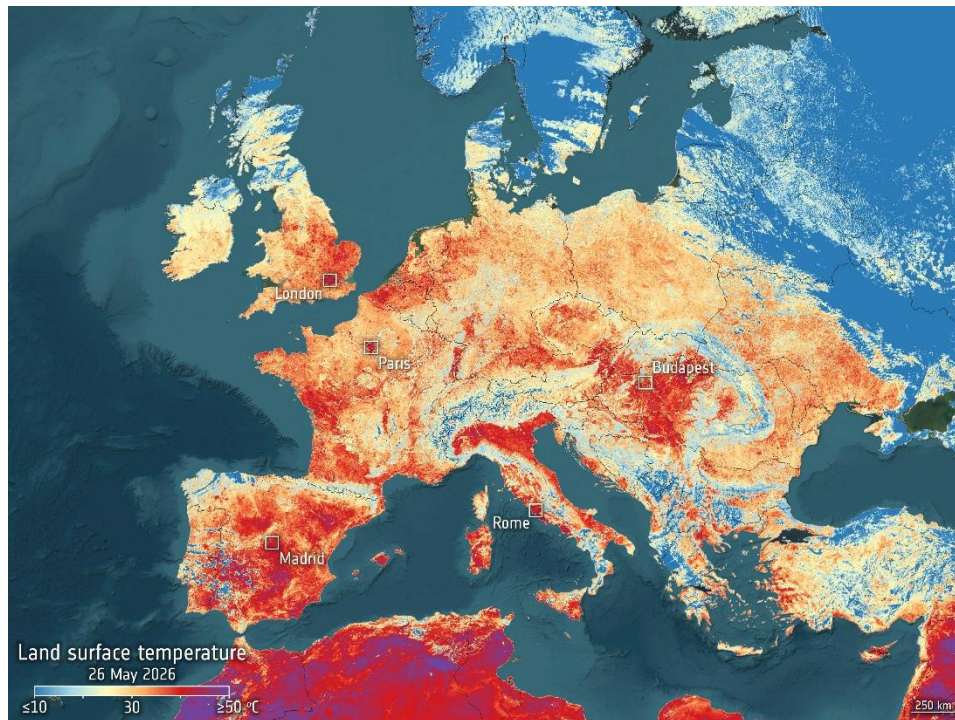 London
Paris
Budapest
Rome
Madrid
Land surface temperature
26 May 2026
≤10 30 ≥50 °C
250 km